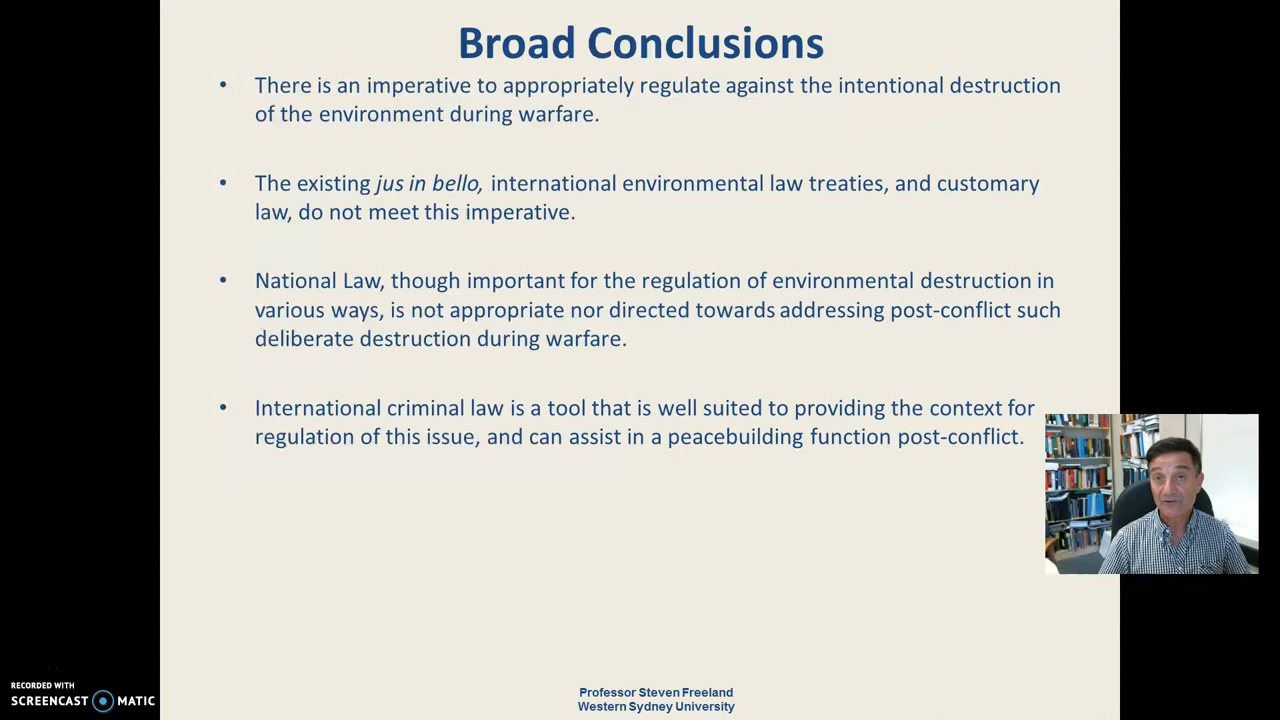 Broad Conclusions
• There is an imperative to appropriately regulate against the intentional destruction
of the environment during warfare.
• The existing jus in bello, international environmental law treaties, and customary
law, do not meet this imperative.
• National Law, though important for the regulation of environmental destruction in
various ways, is not appropriate nor directed towards addressing post-conflict such
deliberate destruction during warfare.
• International criminal law is a tool that is well suited to providing the context for
regulation of this issue, and can assist in a peacebuilding function post-conflict.
RECORDED WITH
SCREENCAST MATIC
Professor Steven Freeland
Western Sydney University